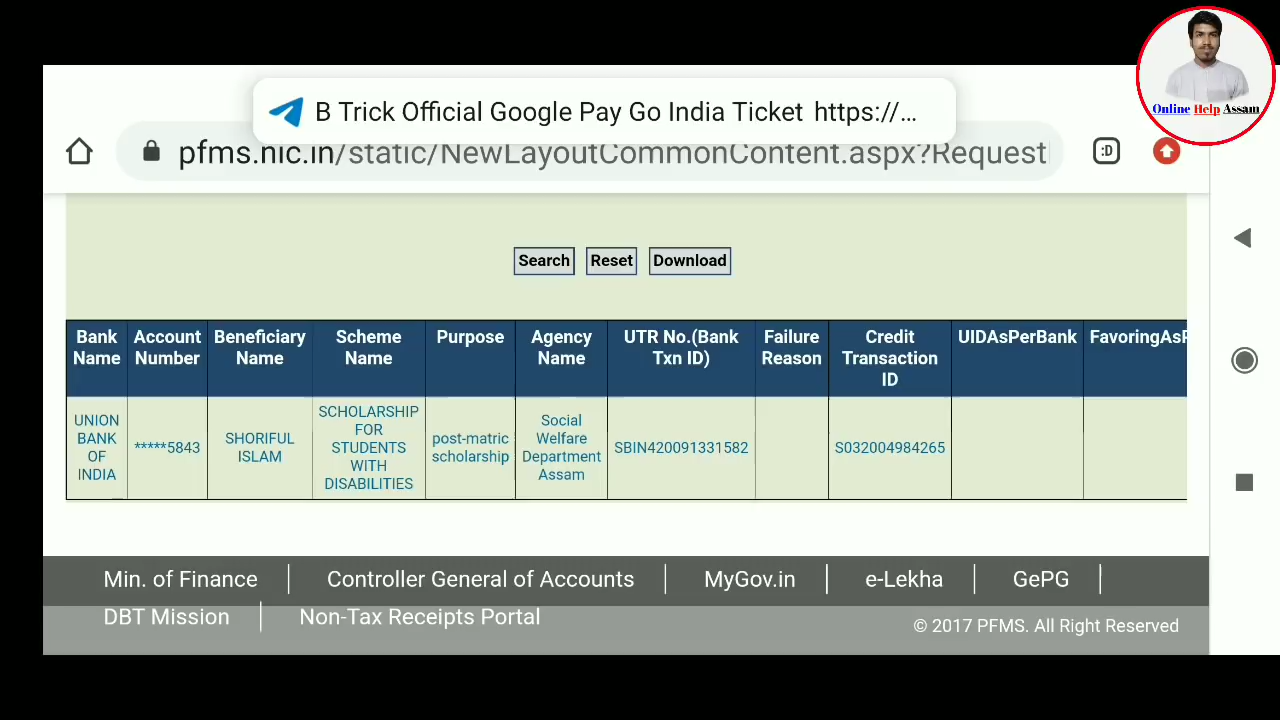 B Trick Official Google Pay Go India Ticket https://...
Online Help Assam
pfms.nic.in/static/NewLayoutCommonContent.aspx?Request
:D
Search Reset Download
Bank Name
Account Number
Beneficiary Name
Scheme Name
Purpose
Agency Name
UTR No.(Bank Txn ID)
Failure Reason
Credit Transaction ID
UIDAsPerBank
FavoringAsP
UNION BANK OF INDIA
*****5843
SHORIFUL ISLAM
SCHOLARSHIP FOR STUDENTS WITH DISABILITIES
post-matric scholarship
Social Welfare Department Assam
SBIN420091331582
S032004984265
Min. of Finance
Controller General of Accounts
MyGov.in
e-Lekha
GePG
DBT Mission
Non-Tax Receipts Portal
© 2017 PFMS. All Right Reserved